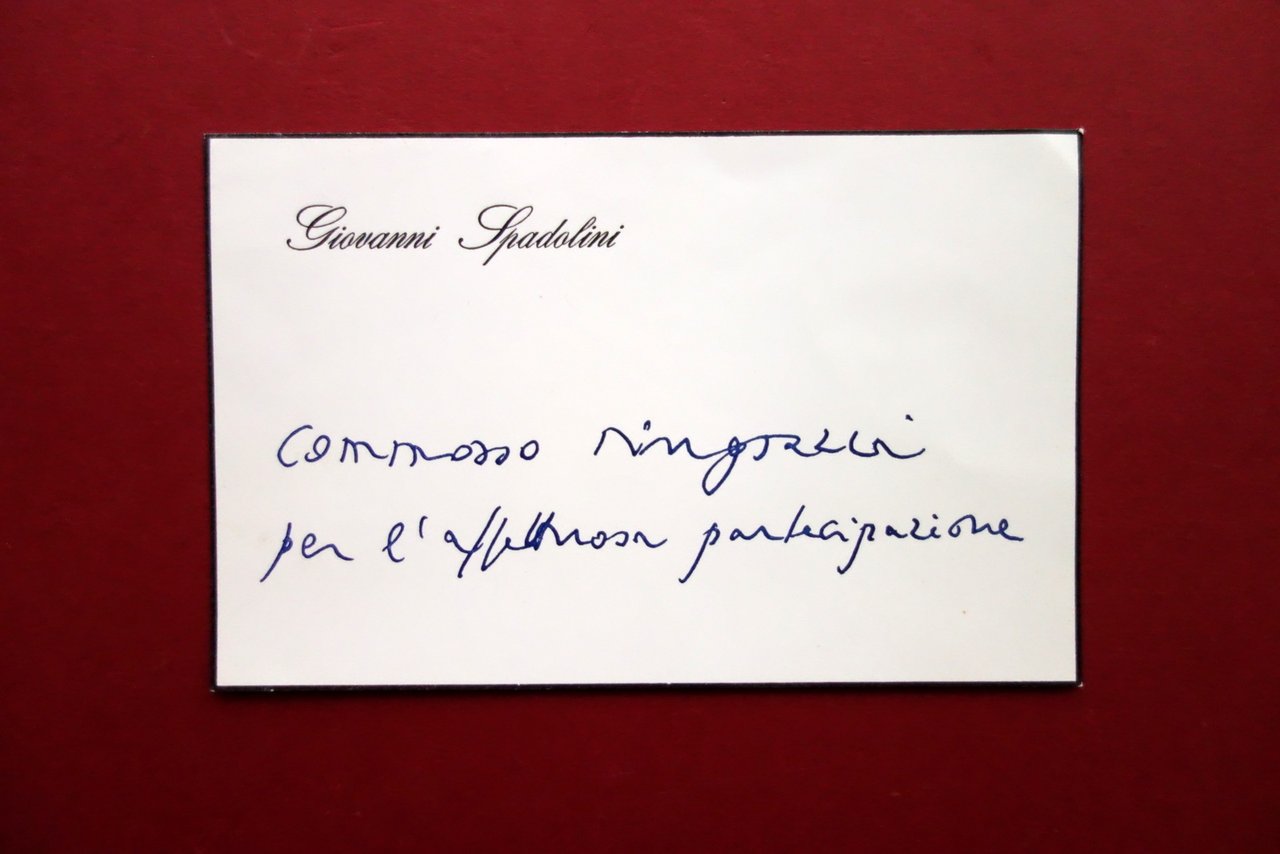 Giovanni Spadolini
commosso ringrazia
per l'affettuosa partecipazione